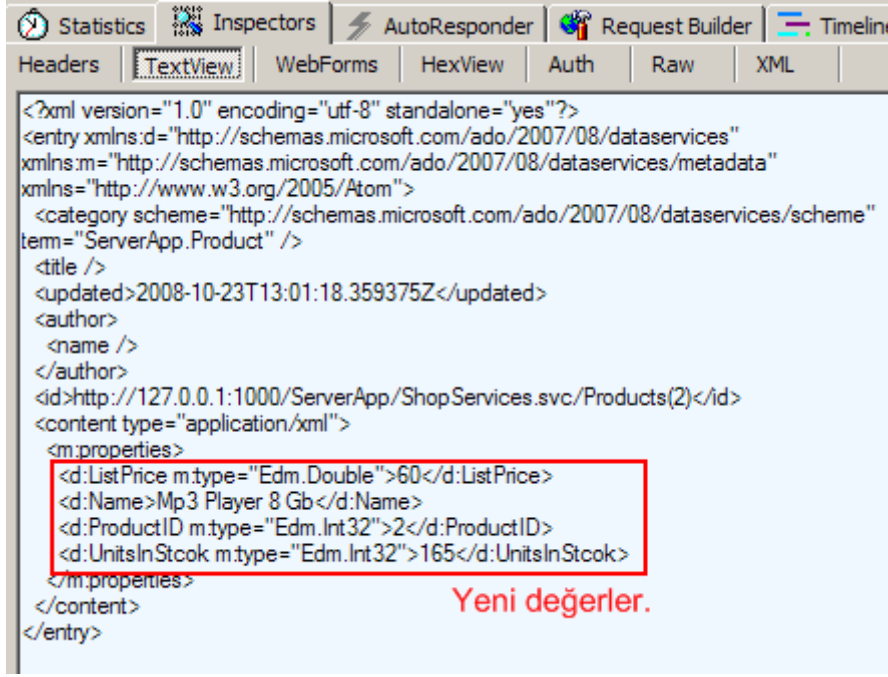 Statistics Inspectors AutoResponder Request Builder Timeline
Headers TextView WebForms HexView Auth Raw XML
<?xml version="1.0" encoding="utf-8" standalone="yes"?>
<entry xmlns:d="http://schemas.microsoft.com/ado/2007/08/dataservices"
xmlns:m="http://schemas.microsoft.com/ado/2007/08/dataservices/metadata"
xmlns="http://www.w3.org/2005/Atom">
<category scheme="http://schemas.microsoft.com/ado/2007/08/dataservices/scheme"
term="ServerApp.Product" />
<title />
<updated>2008-10-23T13:01:18.359375Z</updated>
<author>
<name />
</author>
<id>http://127.0.0.1:1000/ServerApp/ShopServices.svc/Products(2)</id>
<content type="application/xml">
<m:properties>
<d:ListPrice m:type="Edm.Double">60</d:ListPrice>
<d:Name>Mp3 Player 8 Gb</d:Name>
<d:ProductID m:type="Edm.Int32">2</d:ProductID>
<d:UnitsInStcok m:type="Edm.Int32">165</d:UnitsInStcok>
</m:properties>
</content>
Yeni değerler.
</entry>